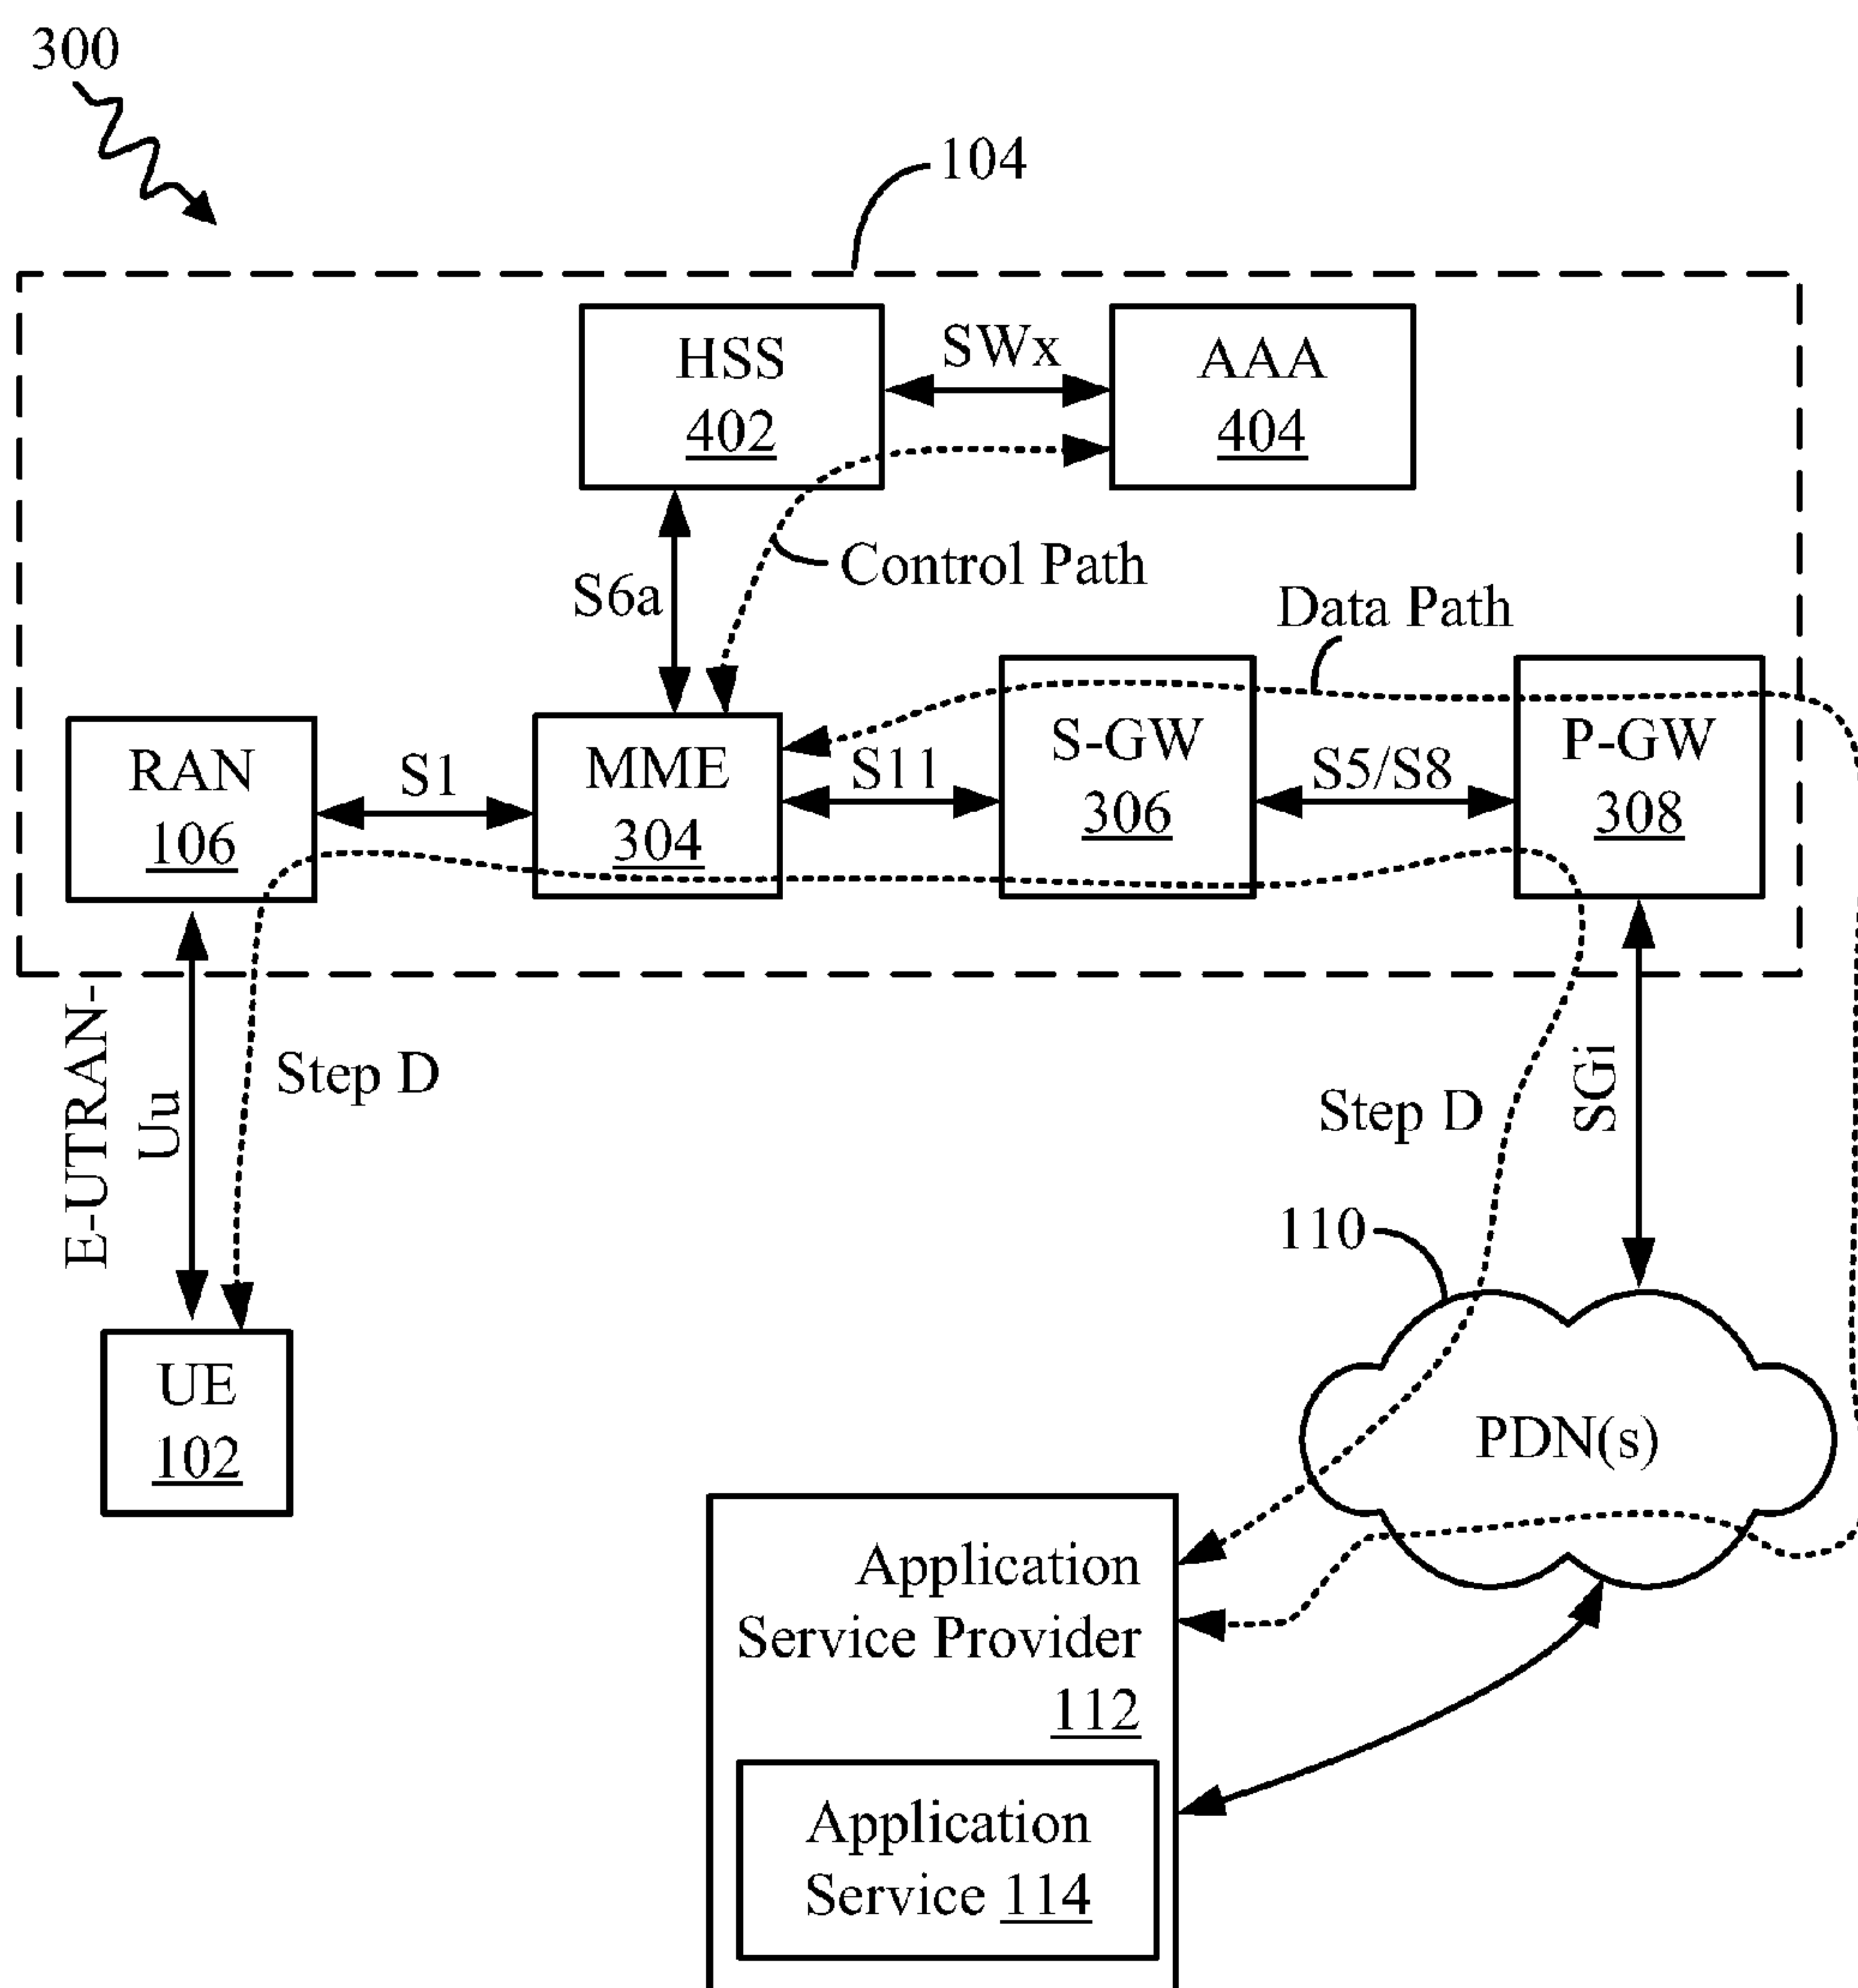 300
104
HSS
402
SWx
AAA
404
Control Path
S6a
Data Path
RAN
106
S1
MME
304
S11
S-GW
306
S5/S8
P-GW
308
E-UTRAN-
Uu
Step D
Step D
SGi
110
UE
102
PDN(s)
Application
Service Provider
112
Application
Service 114